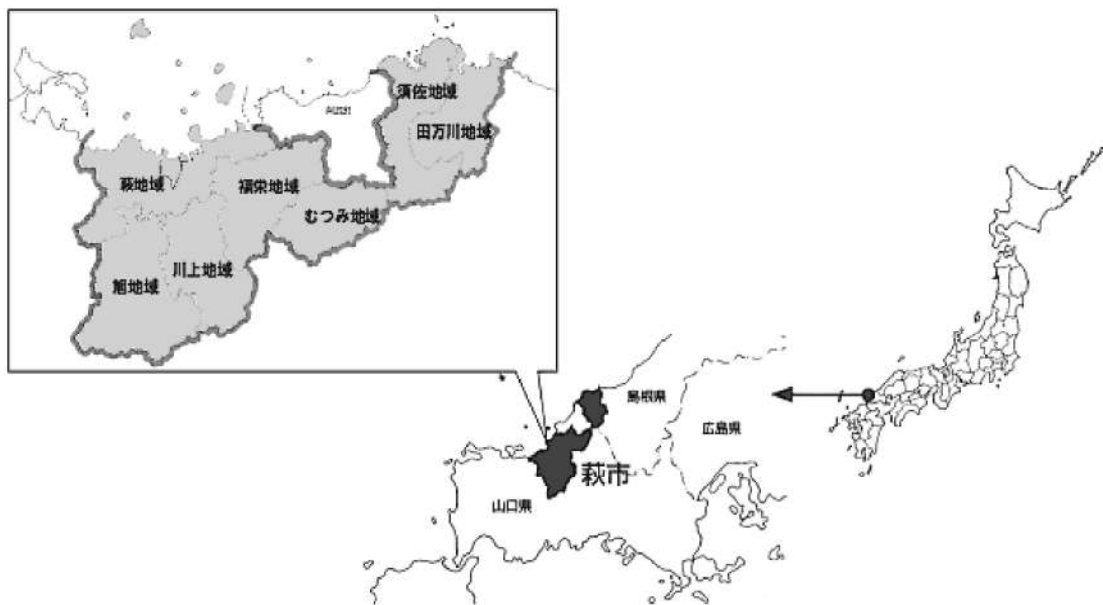 須佐地域
田万川地域
萩地域
福栄地域
むつみ地域
川上地域
旭地域
島根県
広島県
萩市
山口県